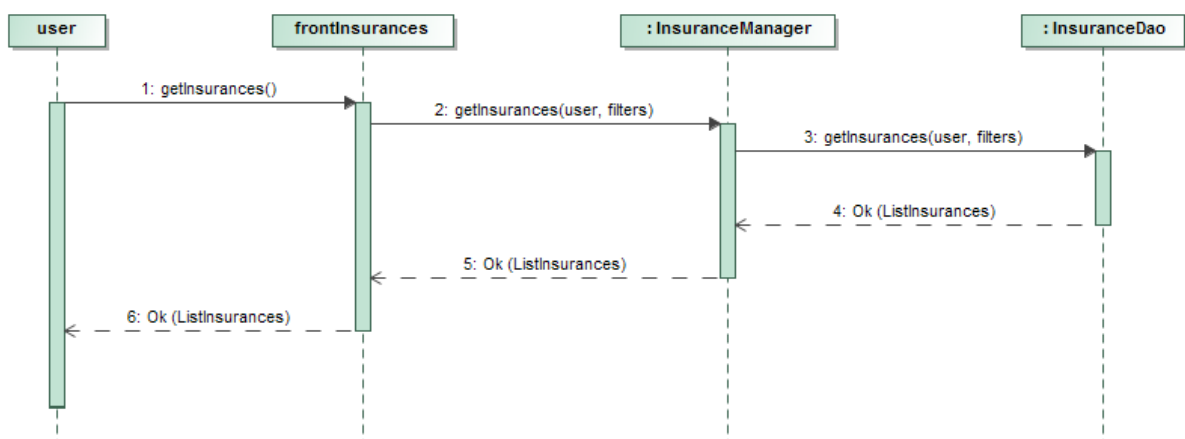 user
frontInsurances
: InsuranceManager
: InsuranceDao
1: getInsurances()
2: getInsurances(user, filters)
3: getInsurances(user, filters)
4: Ok (ListInsurances)
5: Ok (ListInsurances)
6: Ok (ListInsurances)